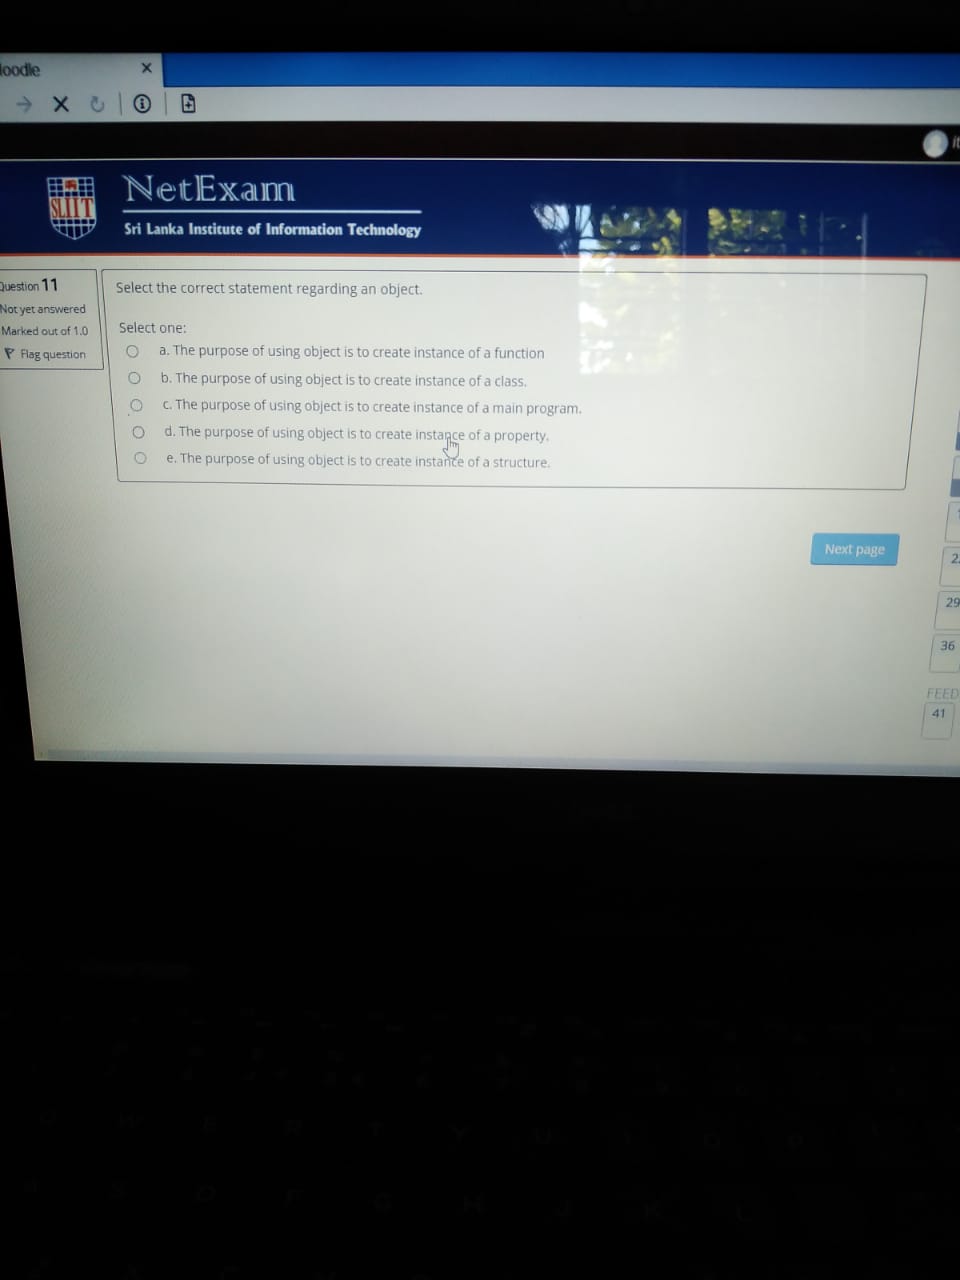 oodle
NetExam
SLIIT
Sri Lanka Institute of Information Technology
Question 11
Not yet answered
Marked out of 1.0
Flag question
Select the correct statement regarding an object.
Select one:
a. The purpose of using object is to create instance of a function
b. The purpose of using object is to create instance of a class.
c. The purpose of using object is to create instance of a main program.
d. The purpose of using object is to create instance of a property.
e. The purpose of using object is to create instance of a structure.
Next page
29
36
FEED
41